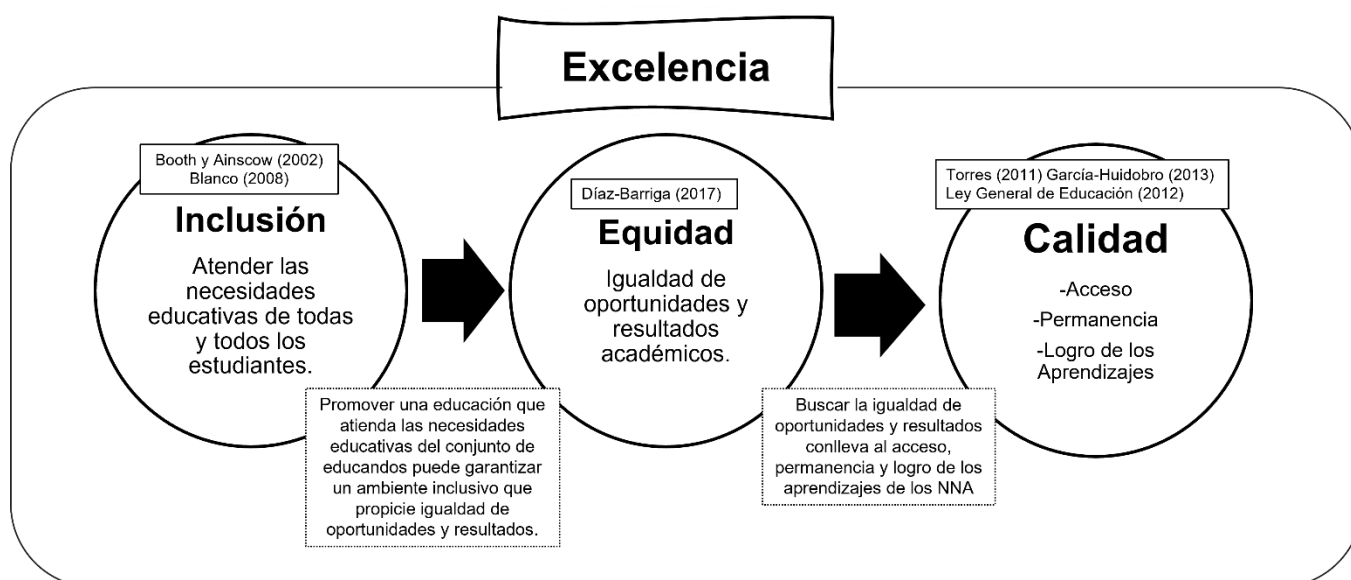 Excelencia
Booth y Ainscow (2002)
Blanco (2008)
Inclusión
Atender las
necesidades
educativas de todas
y todos los
estudiantes.
Promover una educación que
atienda las necesidades
educativas del conjunto de
educandos puede garantizar
un ambiente inclusivo que
propicie igualdad de
oportunidades y resultados.
Díaz-Barriga (2017)
Equidad
Igualdad de
oportunidades y
resultados
académicos.
Buscar la igualdad de
oportunidades y resultados
conlleva al acceso,
permanencia y logro de los
aprendizajes de los NNA
Torres (2011) García-Huidobro (2013)
Ley General de Educación (2012)
Calidad
-Acceso
-Permanencia
-Logro de los
Aprendizajes